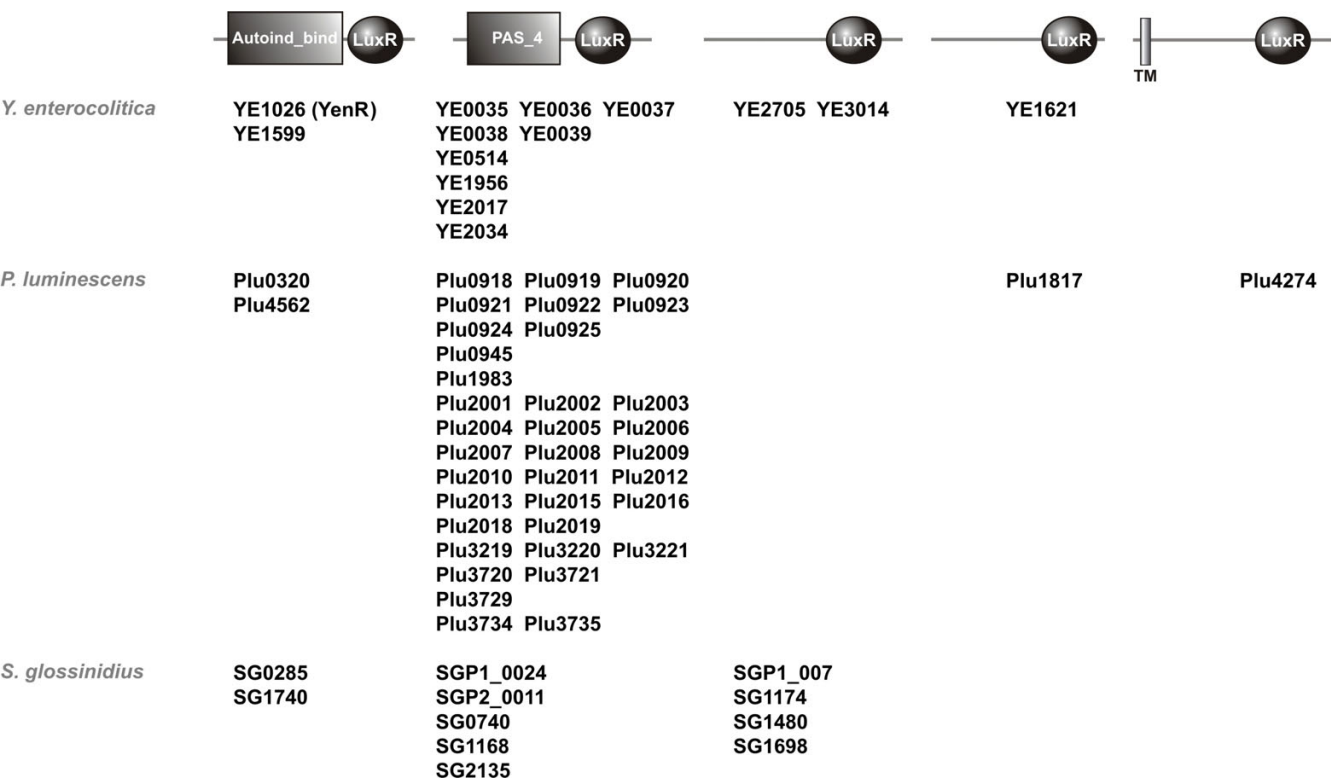 Autoind_bind LuxR PAS_4 LuxR LuxR LuxR LuxR
TM
Y. enterocolitica YE1026 (YenR) YE0035 YE0036 YE0037 YE2705 YE3014 YE1621
YE1599 YE0038 YE0039
YE0514
YE1956
YE2017
YE2034
P. luminescens Plu0320 Plu0918 Plu0919 Plu0920 Plu1817 Plu4274
Plu4562 Plu0921 Plu0922 Plu0923
Plu0924 Plu0925
Plu0945
Plu1983
Plu2001 Plu2002 Plu2003
Plu2004 Plu2005 Plu2006
Plu2007 Plu2008 Plu2009
Plu2010 Plu2011 Plu2012
Plu2013 Plu2015 Plu2016
Plu2018 Plu2019
Plu3219 Plu3220 Plu3221
Plu3720 Plu3721
Plu3729
Plu3734 Plu3735
S. glossinidius SG0285 SGP1_0024 SGP1_007
SG1740 SGP2_0011 SG1174
SG0740 SG1480
SG1168 SG1698
SG2135